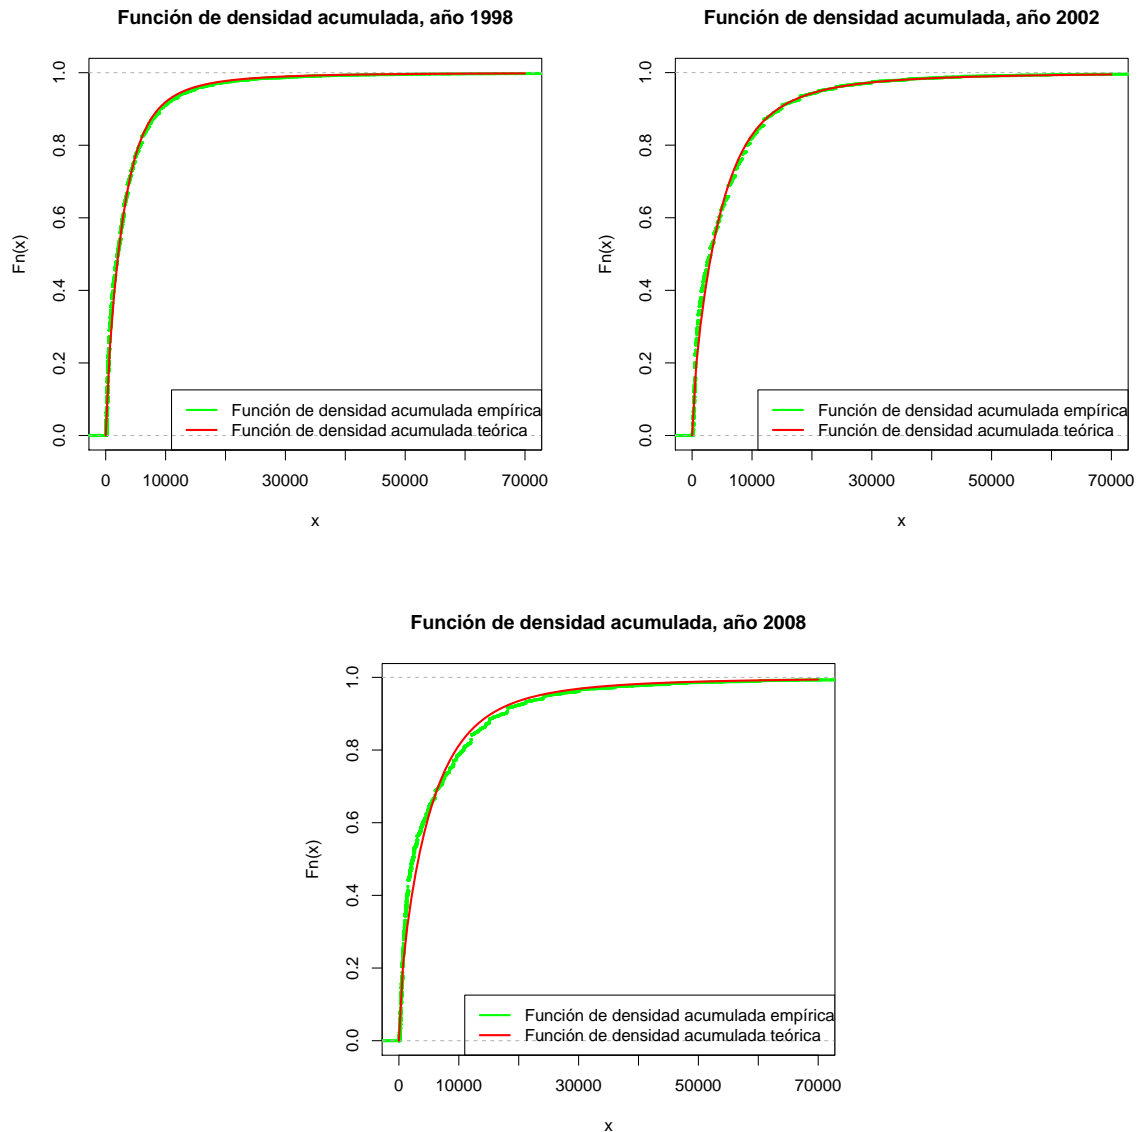 Función de densidad acumulada, año 1998
Fn(x)
1.0
0.8
0.6
0.4
0.2
0.0
Función de densidad acumulada empírica
Función de densidad acumulada teórica
0 10000 30000 50000 70000
x
Función de densidad acumulada, año 2002
Fn(x)
1.0
0.8
0.6
0.4
0.2
0.0
Función de densidad acumulada empírica
Función de densidad acumulada teórica
0 10000 30000 50000 70000
x
Función de densidad acumulada, año 2008
Fn(x)
1.0
0.8
0.6
0.4
0.2
0.0
Función de densidad acumulada empírica
Función de densidad acumulada teórica
0 10000 30000 50000 70000
x